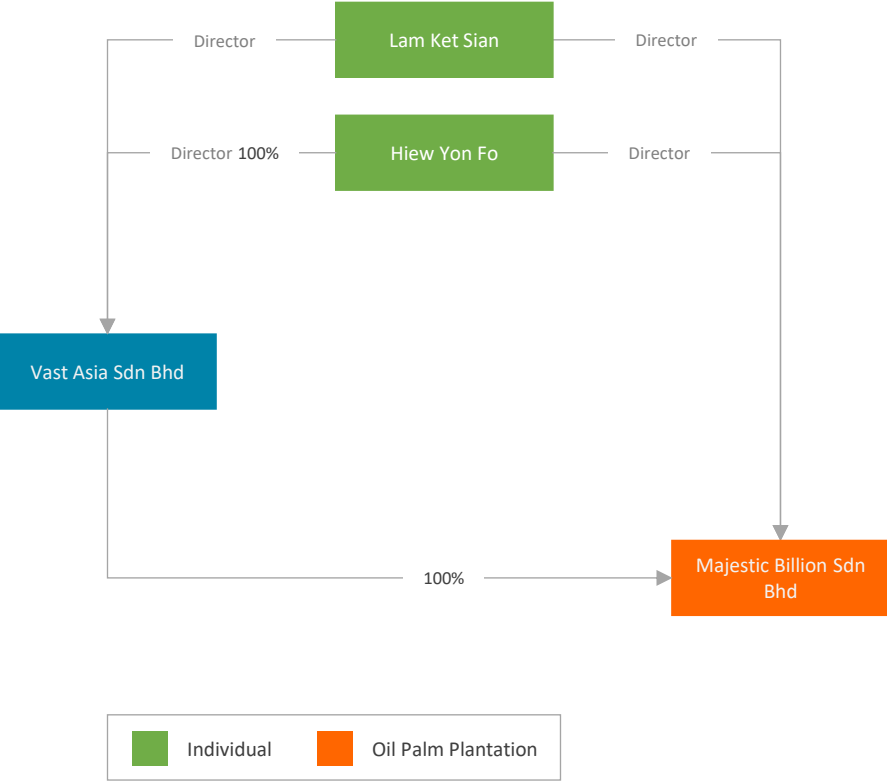 Director
Lam Ket Sian
Director
Director 100%
Hiew Yon Fo
Director
Vast Asia Sdn Bhd
100%
Majestic Billion Sdn
Bhd
Individual
Oil Palm Plantation